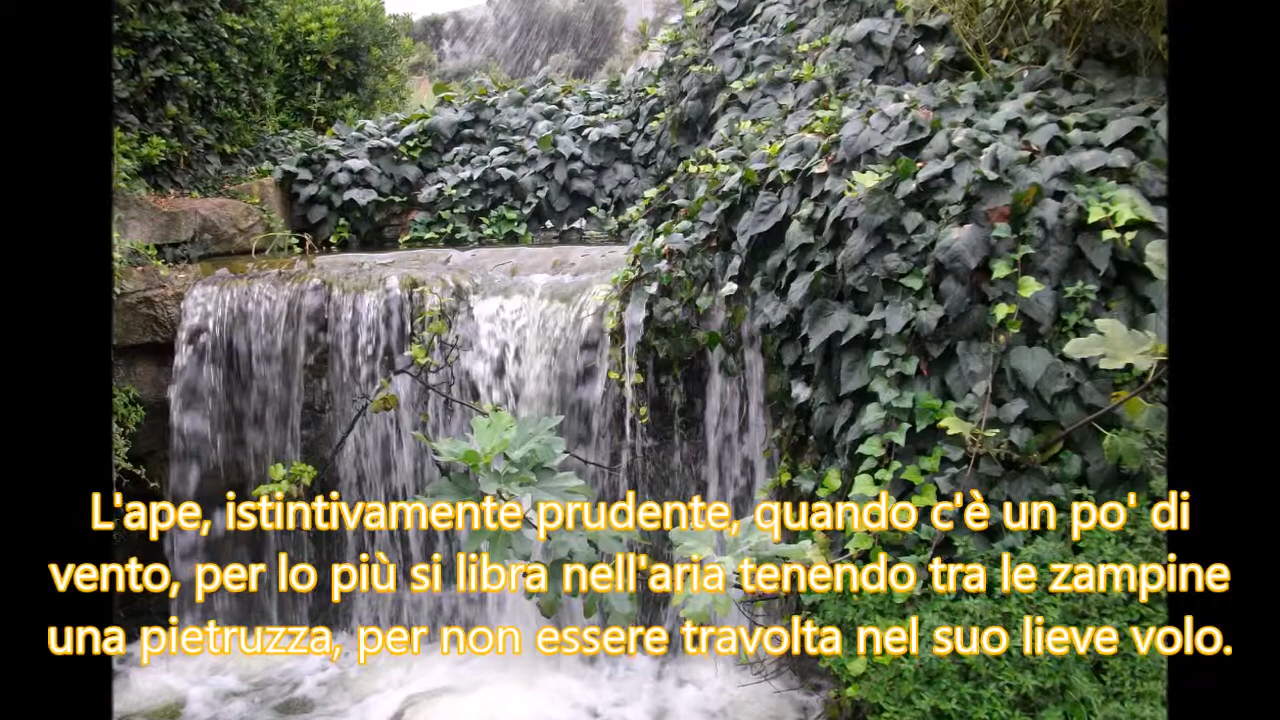 L'ape, istintivamente prudente, quando c'è un po' di
vento, per lo più si libra nell'aria tenendo tra le zampine
una pietruzza, per non essere travolta nel suo lieve volo.